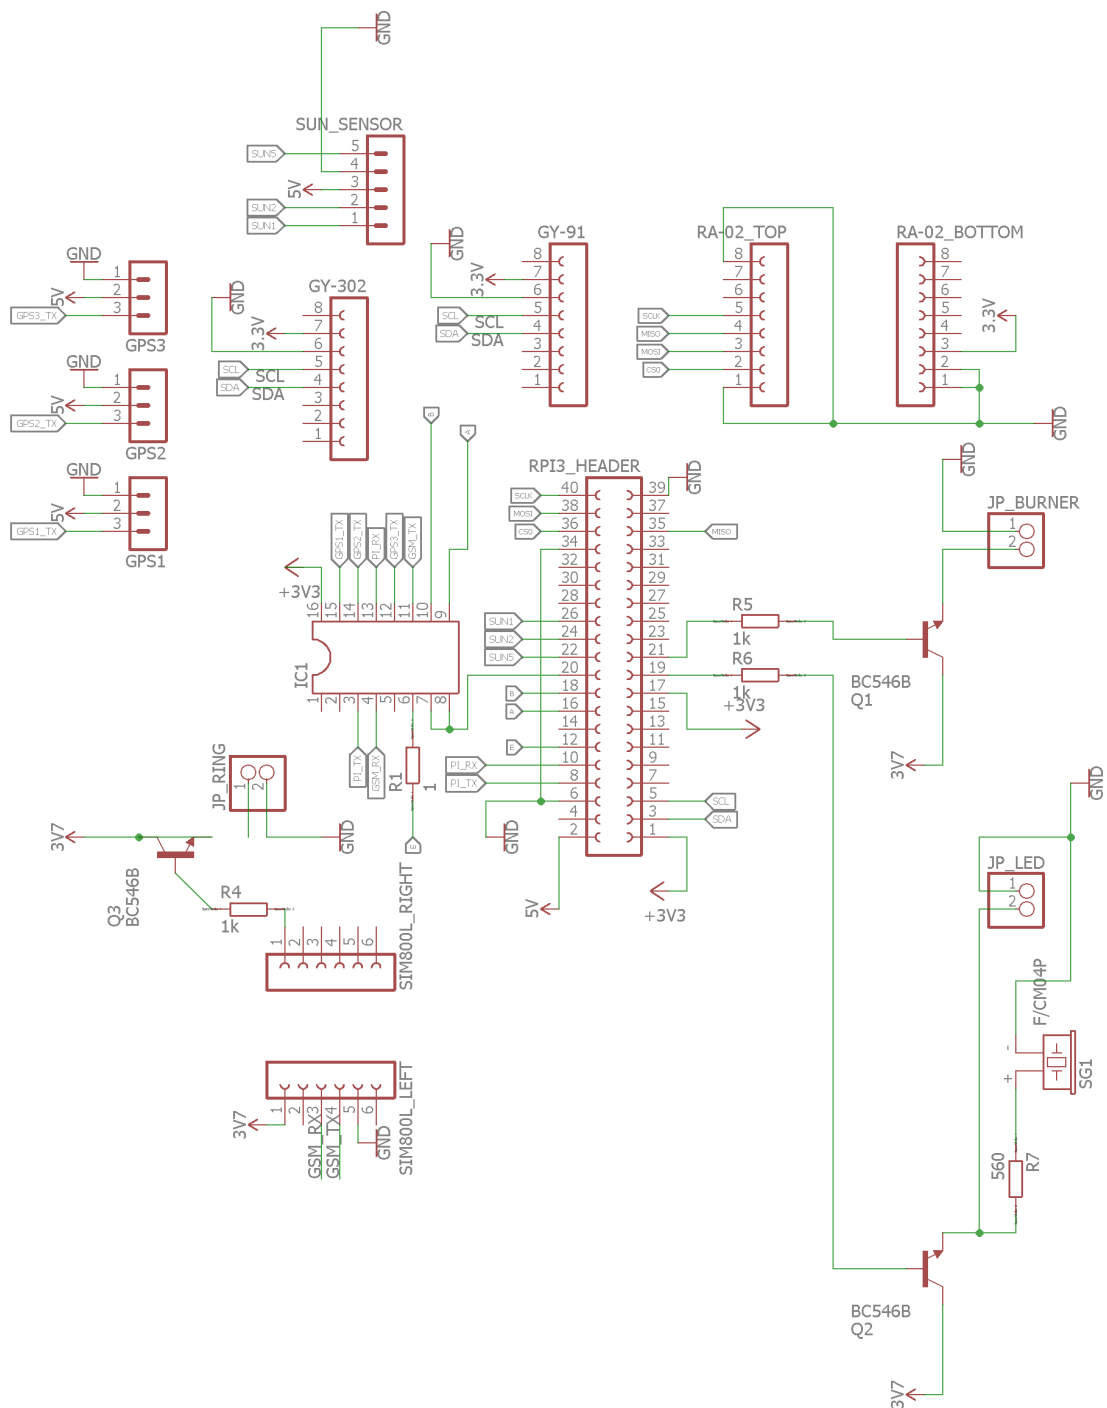 GND
SUN_SENSOR
SUN5
5
4
5V
3
SUN2
2
SUN1
1
GND
1
5V
2
GPS3_TX
3
GPS3
GND
1
5V
2
GPS2_TX
3
GPS2
GND
1
5V
2
GPS1_TX
3
GPS1
GY-302
GND
8
3.3V
7
6
SCL
5
SCL
SDA
4
SDA
3
2
1
GY-91
GND
8
3.3V
7
6
SCL
5
SCL
SDA
4
SDA
3
2
1
RA-02_TOP
8
7
6
SCLK
5
MISO
4
MOSI
3
CS0
2
1
RA-02_BOTTOM
8
7
6
5
4
3
2
1
3.3V
GND
B
A
GPS1_TX
GPS2_TX
PI_RX
GPS3_TX
GSM_TX
+3V3
16
15
14
13
12
11
10
9
IC1
1
2
3
4
5
6
7
8
PI_TX
GSM_RX
R1
1
E
RPI3_HEADER
GND
SCLK
40
39
MOSI
38
37
CS0
36
35
MISO
34
33
32
31
30
29
28
27
SUN1
26
25
SUN2
24
23
SUN5
22
21
20
19
B
18
17
A
16
15
14
13
E
12
11
PI_RX
10
9
PI_TX
8
7
6
5
SCL
4
3
SDA
2
1
GND
5V
+3V3
R5
1k
R6
1k
+3V3
GND
JP_BURNER
1
2
BC546B
Q1
3V7
JP_RING
1
2
3V7
GND
Q3
BC546B
R4
1k
1
2
3
4
5
6
SIM800L_RIGHT
SIM800L_LEFT
3V7
1
2
GSM_RX3
GSM_TX4
5
6
GND
GND
JP_LED
1
2
F/CM04P
-
+
SG1
560
R7
BC546B
Q2
3V7